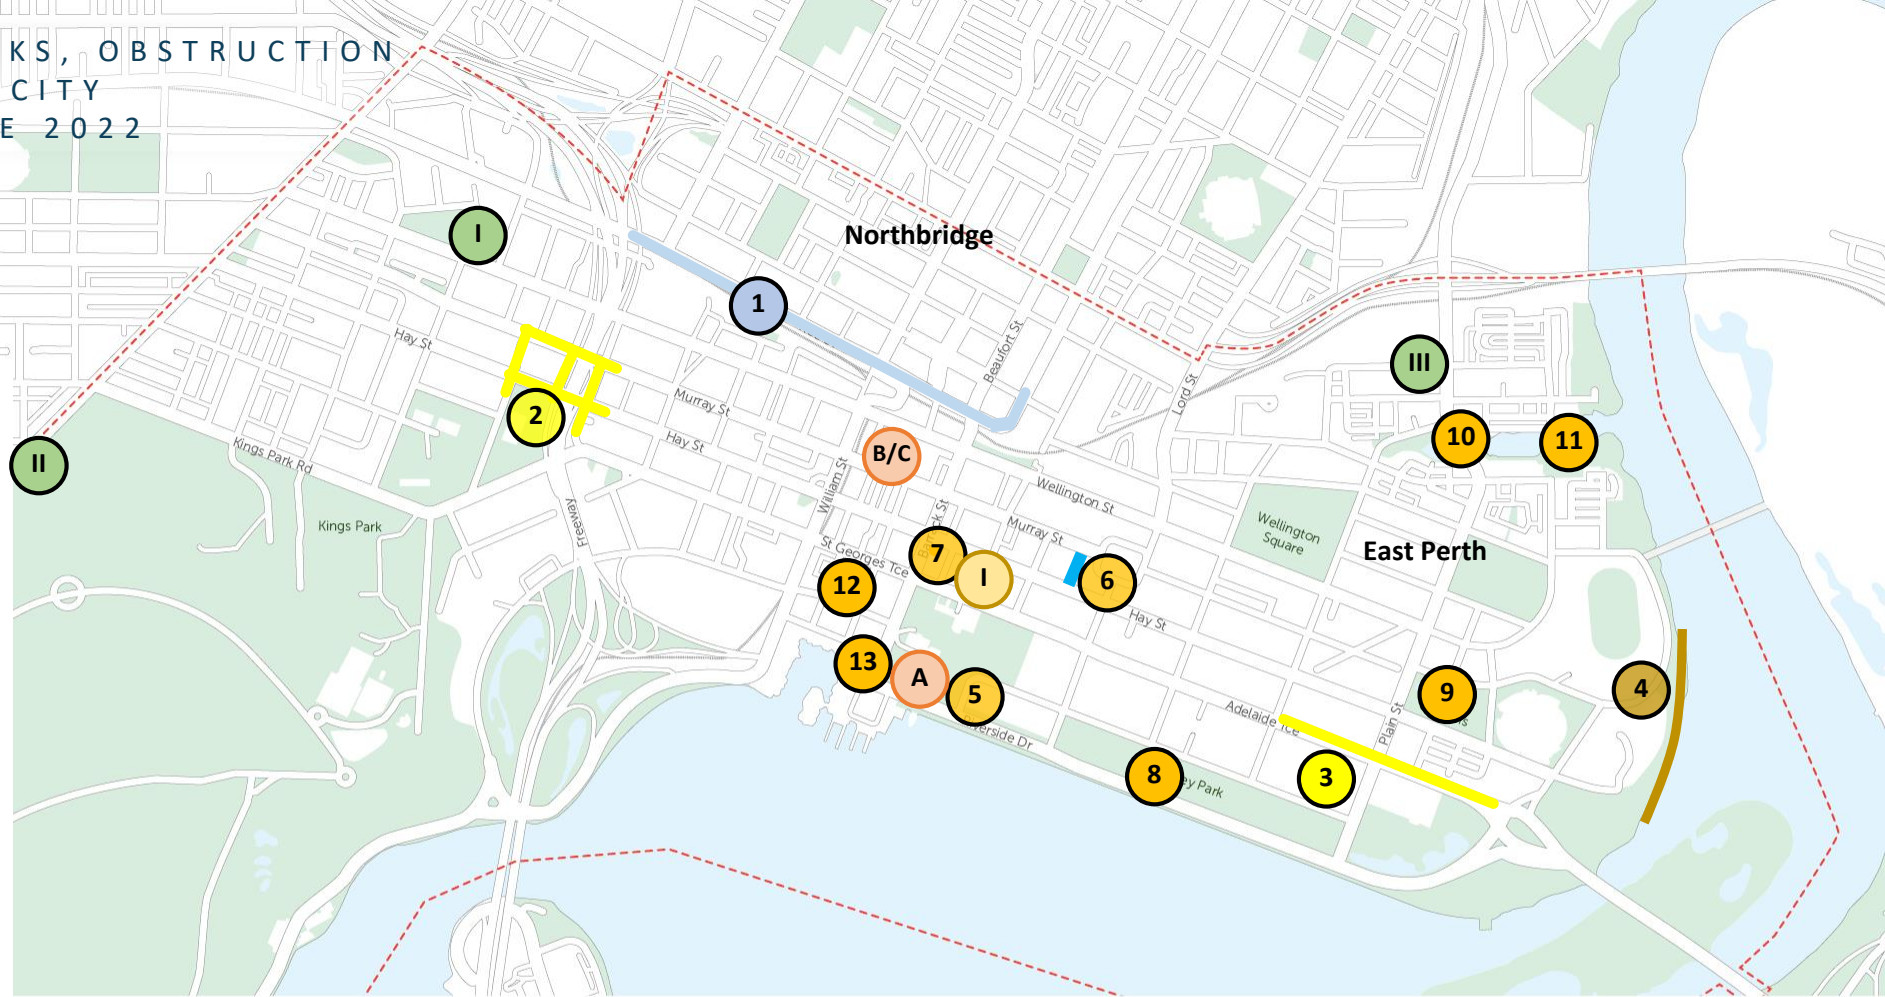 KS, OBSTRUCTION
CITY
E 2022
Northbridge
I
1
Beaufort St
Hay St
III
Lord St
2
Murray St
Hay St
10
11
II
Kings Park Rd
B/C
William St
Wellington St
Kings Park
Freeway
Murray St
Wellington Square
East Perth
St Georges Tce
7
I
6
12
Hay St
13
A
5
9
4
Plain St
Adelaide
Riverside Dr
8
3
ey Park